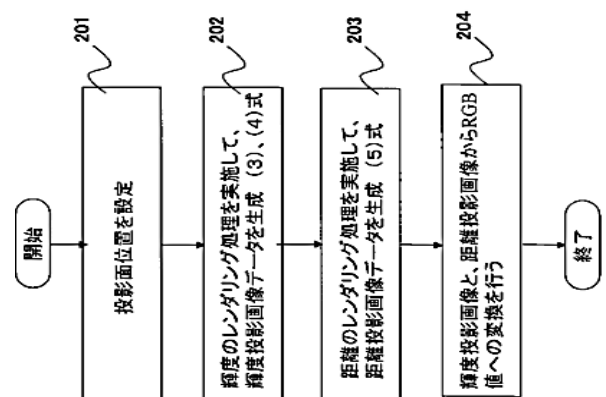 開始
201
投影面位置を設定
202
輝度のレンダリング処理を実施して、
輝度投影画像データを生成 (3)、(4)式
203
距離のレンダリング処理を実施して、
距離投影画像データを生成 (5)式
204
輝度投影画像と、距離投影画像からRGB
値への変換を行う
終了